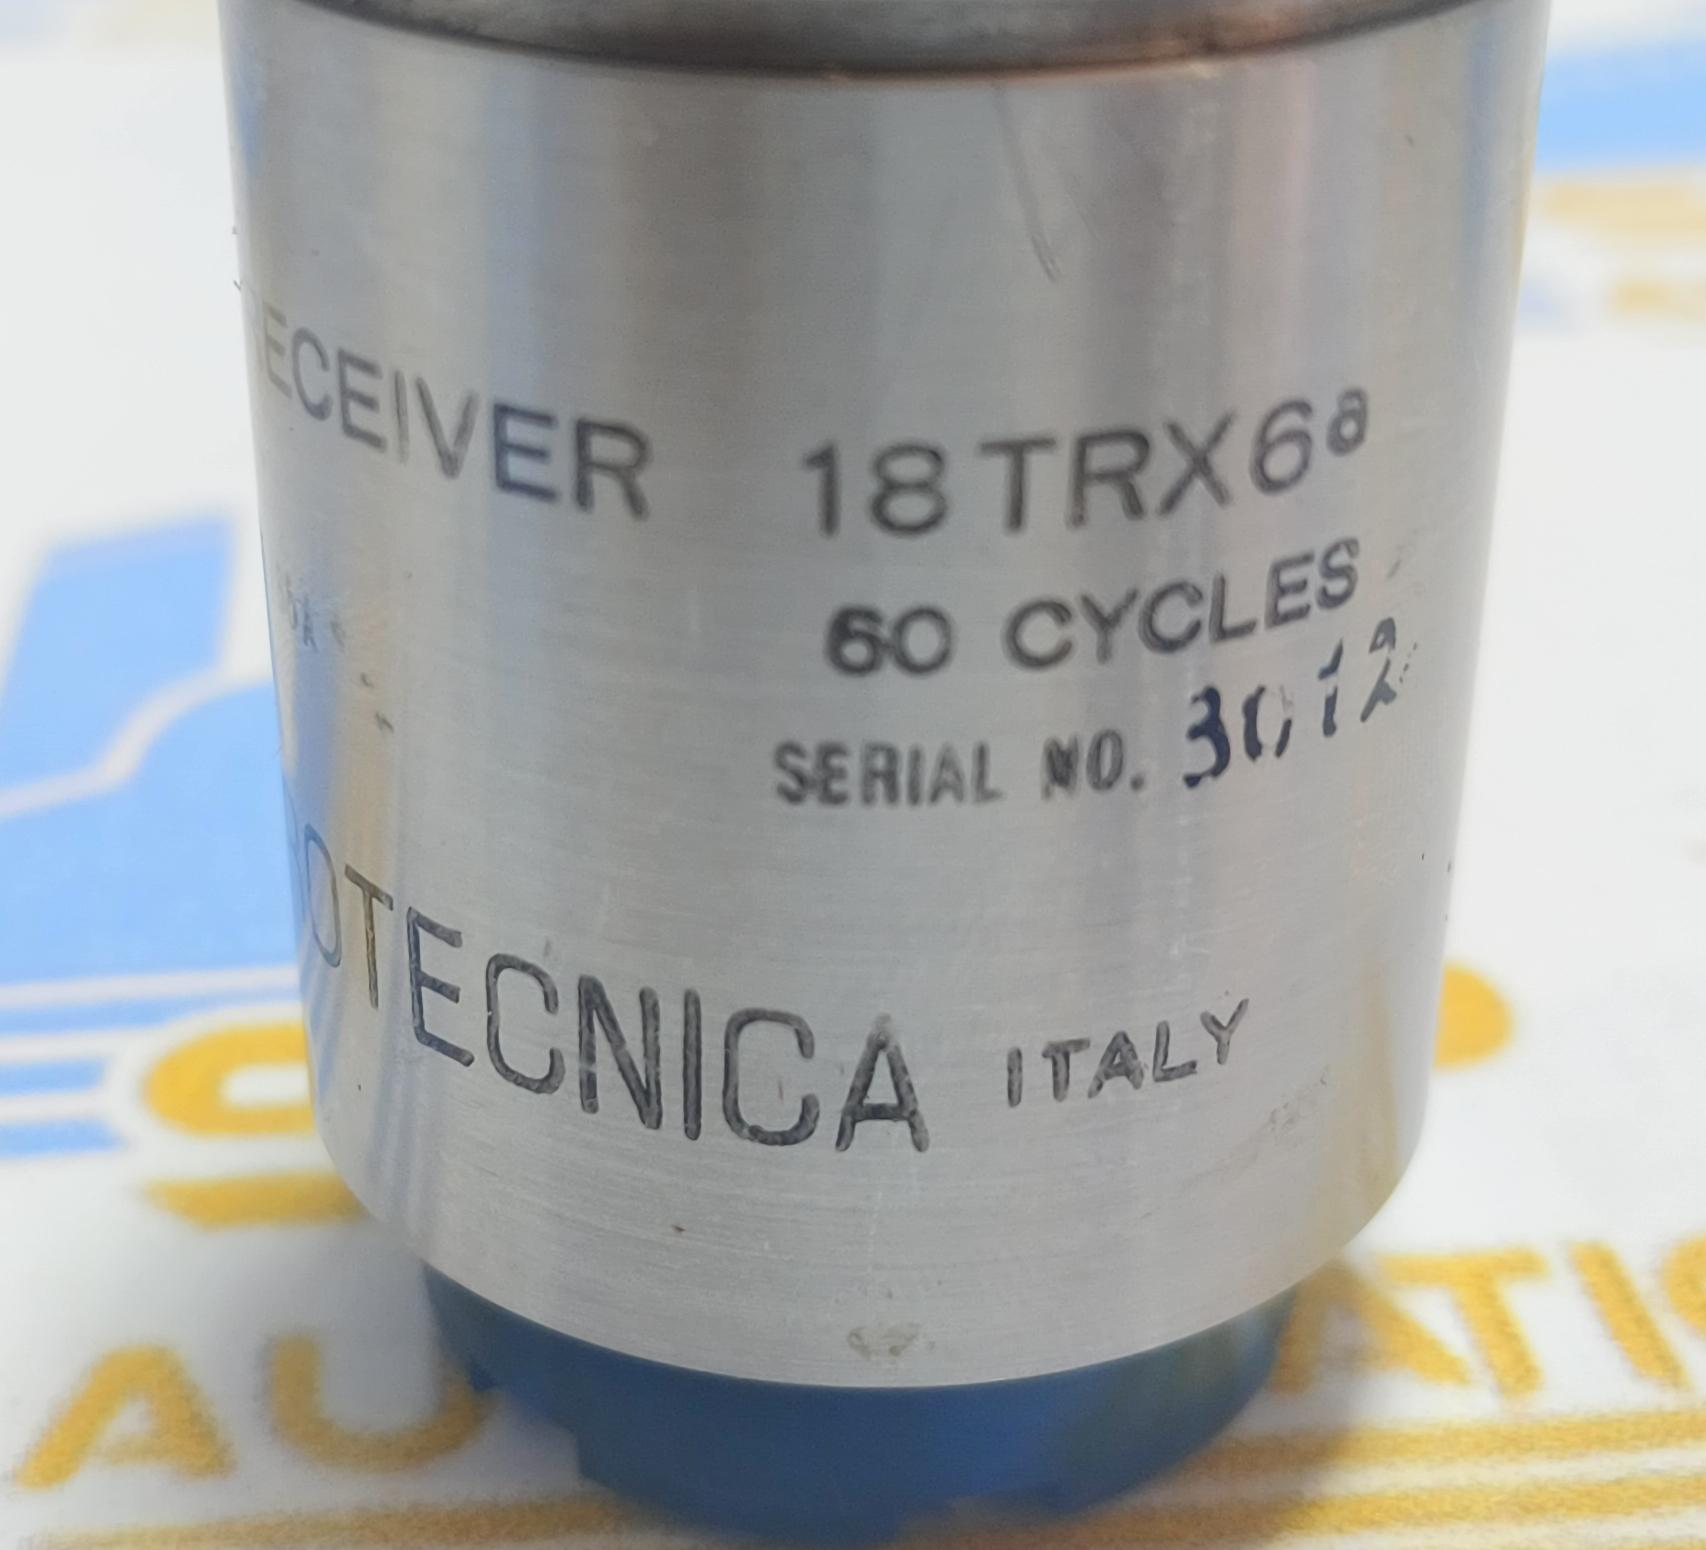 ECEIVER 18TRX6a
60 CYCLES
SERIAL NO.
OTECNICA ITALY